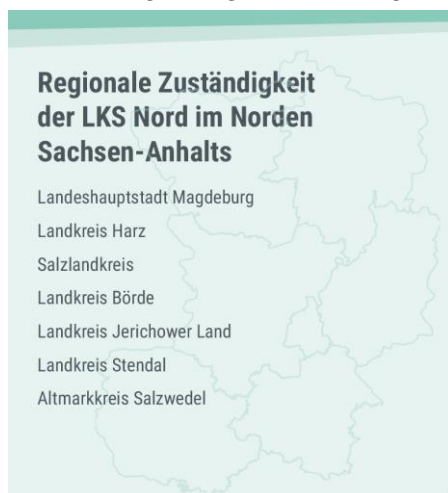 Regionale Zuständigkeit
der LKS Nord im Norden
Sachsen-Anhalts
Landeshauptstadt Magdeburg
Landkreis Harz
Salzlandkreis
Landkreis Börde
Landkreis Jerichower Land
Landkreis Stendal
Altmarkkreis Salzwedel